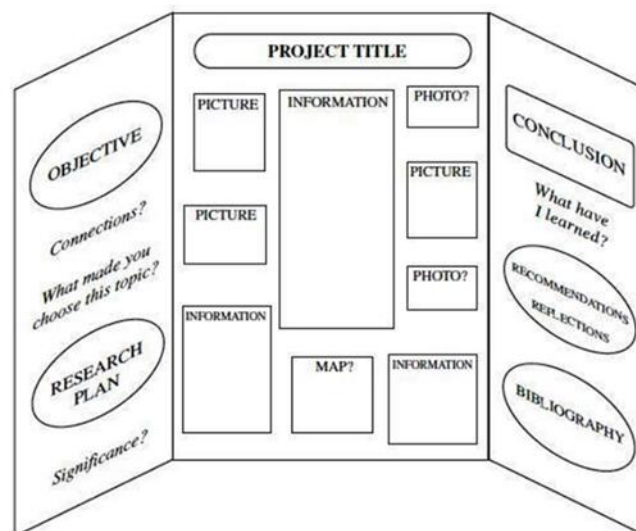 OBJECTIVE
Connections?
What made you
choose this topic?
RESEARCH
PLAN
Significance?
PROJECT TITLE
PICTURE
INFORMATION
PHOTO?
PICTURE
PICTURE
PHOTO?
INFORMATION
MAP?
INFORMATION
CONCLUSION
What have
I learned?
RECOMMENDATIONS
REFLECTIONS
BIBLIOGRAPHY